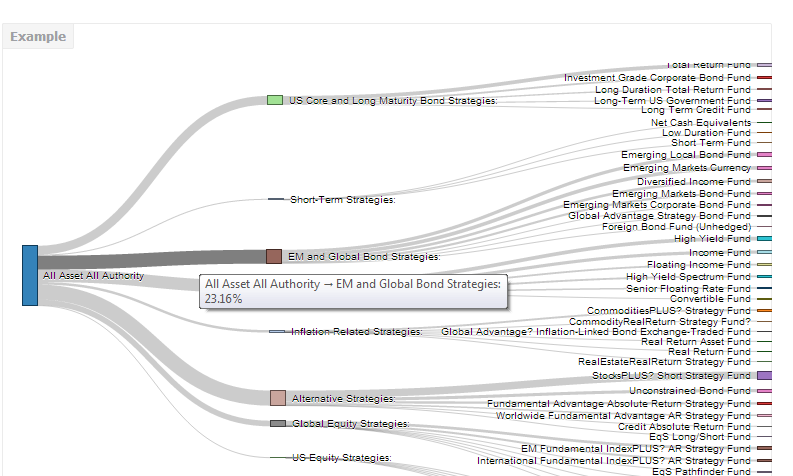 Example
Total Return Fund
Investment Grade Corporate Bond Fund
Long Duration Total Return Fund
US Core and Long Maturity Bond Strategies:
Long-Term US Government Fund
Long Term Credit Fund
Net Cash Equivalents
Low Duration Fund
Short Term Fund
Emerging Local Bond Fund
Emerging Markets Currency
Diversified Income Fund
Emerging Markets Bond Fund
Short-Term Strategies:
Emerging Markets Corporate Bond Fund
Global Advantage Strategy Bond Fund
Foreign Bond Fund (Unhedged)
High Yield Fund
Income Fund
EM and Global Bond Strategies:
Floating Income Fund
All Asset All Authority
High Yield Spectrum Fund
All Asset All Authority → EM and Global Bond Strategies:
23.16%
Senior Floating Rate Fund
Convertible Fund
CommoditiesPLUS? Strategy Fund
CommodityRealReturn Strategy Fund?
Inflation-Related Strategies:
Global Advantage? Inflation-Linked Bond Exchange-Traded Fund
Real Return Asset Fund
Real Return Fund
RealEstateRealReturn Strategy Fund
StocksPLUS? Short Strategy Fund
Unconstrained Bond Fund
Alternative Strategies:
Fundamental Advantage Absolute Return Strategy Fund
Worldwide Fundamental Advantage AR Strategy Fund
Global Equity Strategies:
Credit Absolute Return Fund
EqS Long/Short Fund
EM Fundamental IndexPLUS? AR Strategy Fund
US Equity Strategies:
International Fundamental IndexPLUS? AR Strategy Fund
EqS Pathfinder Fund